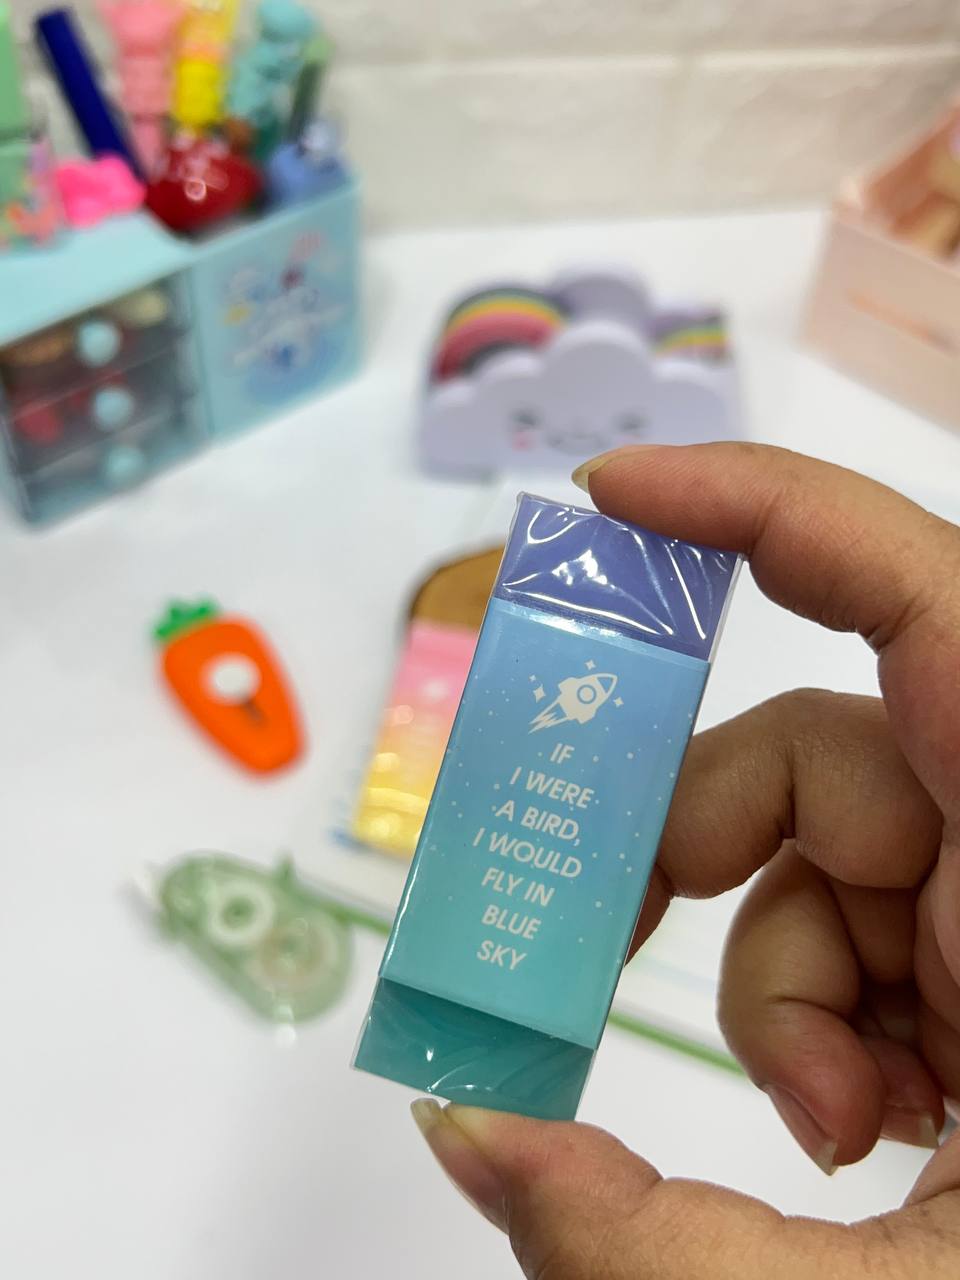 IF
I WERE
A BIRD,
I WOULD
FLY IN
BLUE
SKY